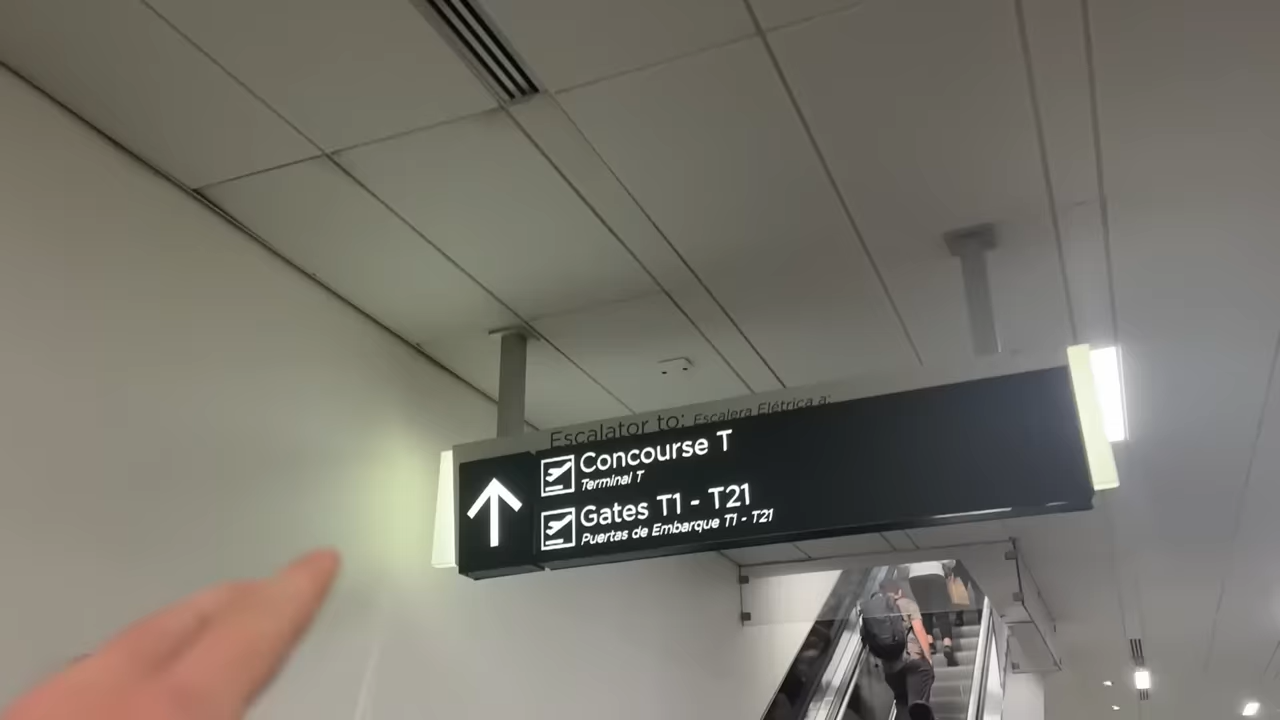 Escalator to: Escalera Elétrica a:
Concourse T
Terminal T
Gates T1 - T21
Puertas de Embarque T1 - T21